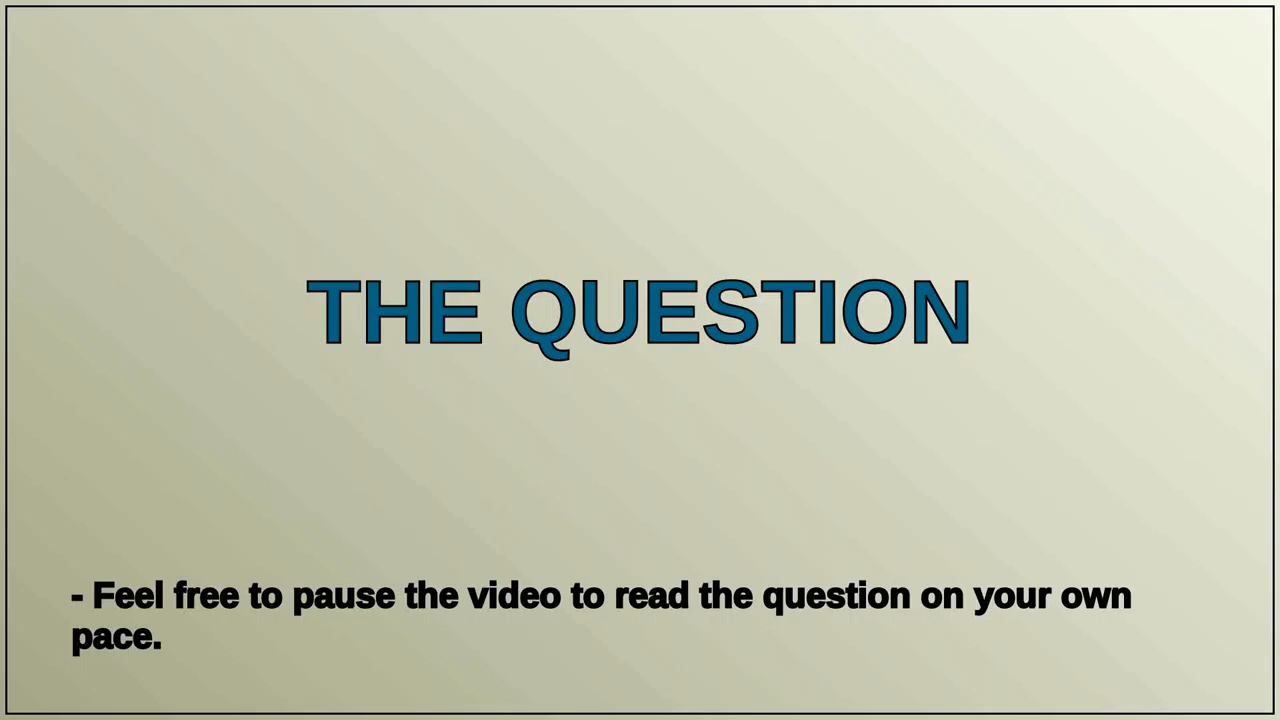 THE QUESTION
- Feel free to pause the video to read the question on your own
pace.